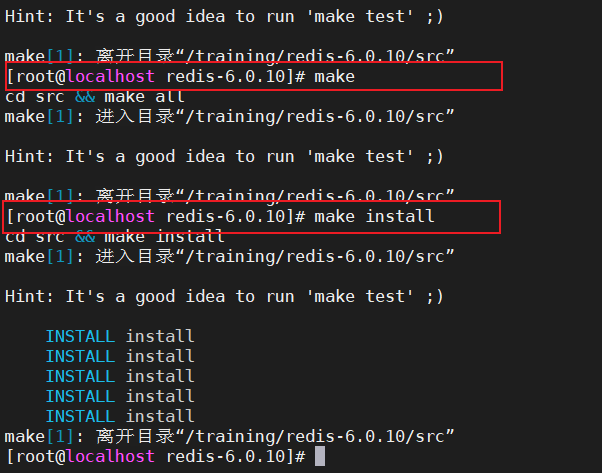 Hint: It's a good idea to run 'make test' ;)
make[1]: 离开目录“/training/redis-6.0.10/src”
[root@localhost redis-6.0.10]# make
cd src && make all
make[1]: 进入目录“/training/redis-6.0.10/src”
Hint: It's a good idea to run 'make test' ;)
make[1]: 离开目录“/training/redis-6.0.10/src”
[root@localhost redis-6.0.10]# make install
cd src && make install
make[1]: 进入目录“/training/redis-6.0.10/src”
Hint: It's a good idea to run 'make test' ;)
INSTALL install
INSTALL install
INSTALL install
INSTALL install
INSTALL install
make[1]: 离开目录“/training/redis-6.0.10/src”
[root@localhost redis-6.0.10]#